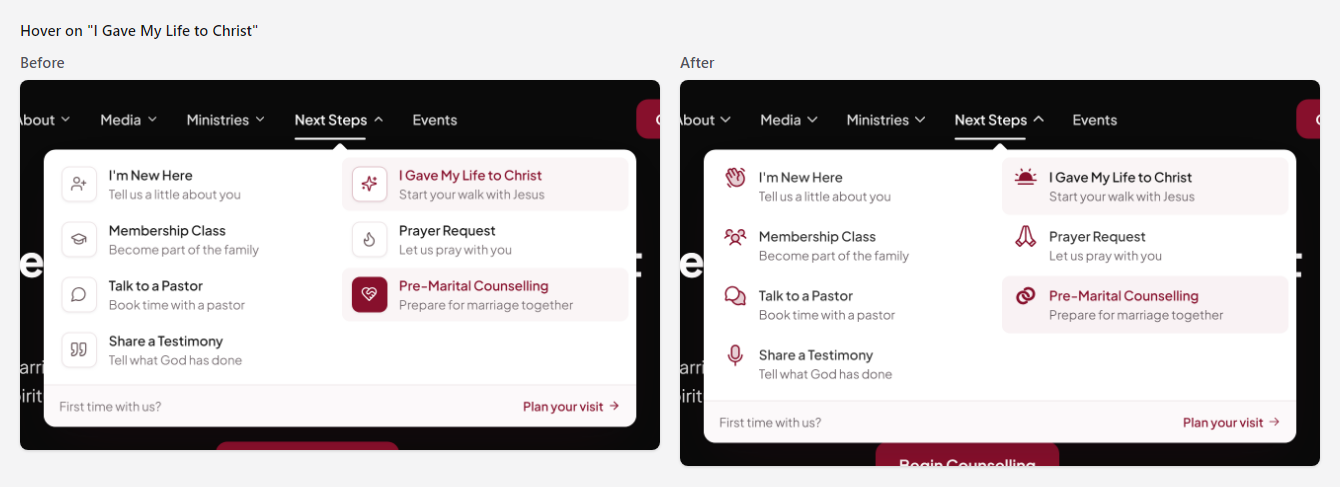 Hover on "I Gave My Life to Christ"
Before
About Media Ministries Next Steps Events
I'm New Here
Tell us a little about you
I Gave My Life to Christ
Start your walk with Jesus
Membership Class
Become part of the family
Prayer Request
Let us pray with you
Talk to a Pastor
Book time with a pastor
Pre-Marital Counselling
Prepare for marriage together
Share a Testimony
Tell what God has done
First time with us?
Plan your visit
After
About Media Ministries Next Steps Events
I'm New Here
Tell us a little about you
I Gave My Life to Christ
Start your walk with Jesus
Membership Class
Become part of the family
Prayer Request
Let us pray with you
Talk to a Pastor
Book time with a pastor
Pre-Marital Counselling
Prepare for marriage together
Share a Testimony
Tell what God has done
First time with us?
Plan your visit
Begin Counselling